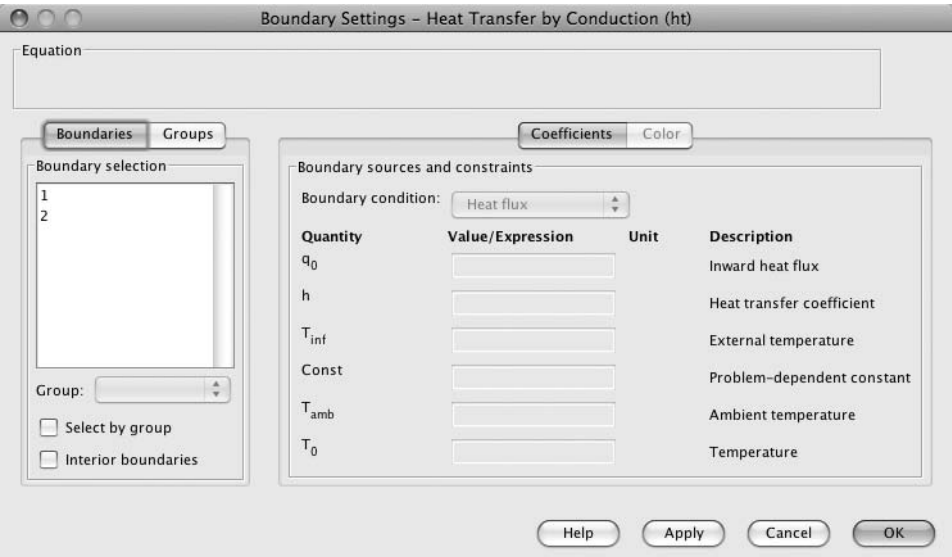 Boundary Settings – Heat Transfer by Conduction (ht)
Equation
Boundaries Groups
Boundary selection
1
2
Group:
Select by group
Interior boundaries
Coefficients Color
Boundary sources and constraints
Boundary condition: Heat flux
Quantity Value/Expression Unit Description
q0 Inward heat flux
h Heat transfer coefficient
Tinf External temperature
Const Problem-dependent constant
Tamb Ambient temperature
T0 Temperature
Help Apply Cancel OK